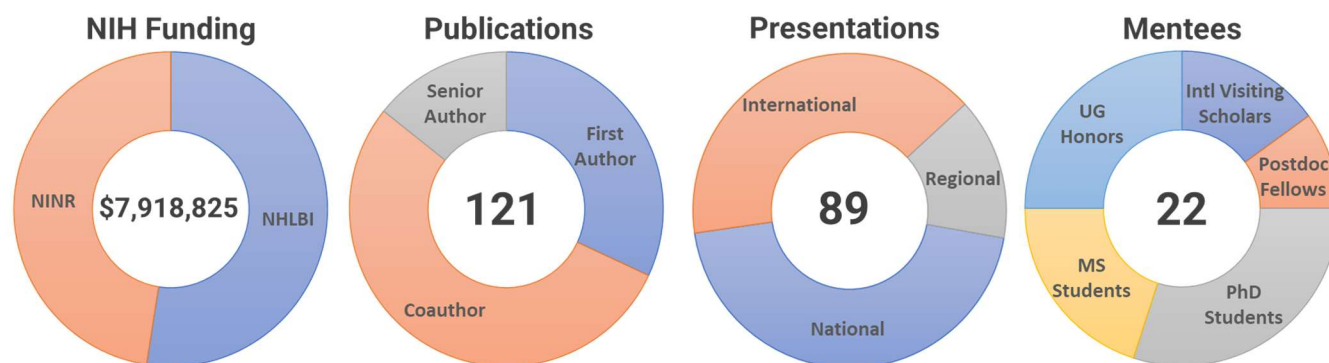 NIH Funding
NINR
$7,918,825
NHLBI
Publications
Senior
Author
First
Author
121
Coauthor
Presentations
International
Regional
89
National
Mentees
UG
Honors
Intl Visiting
Scholars
Postdoc
Fellows
22
MS
Students
PhD
Students